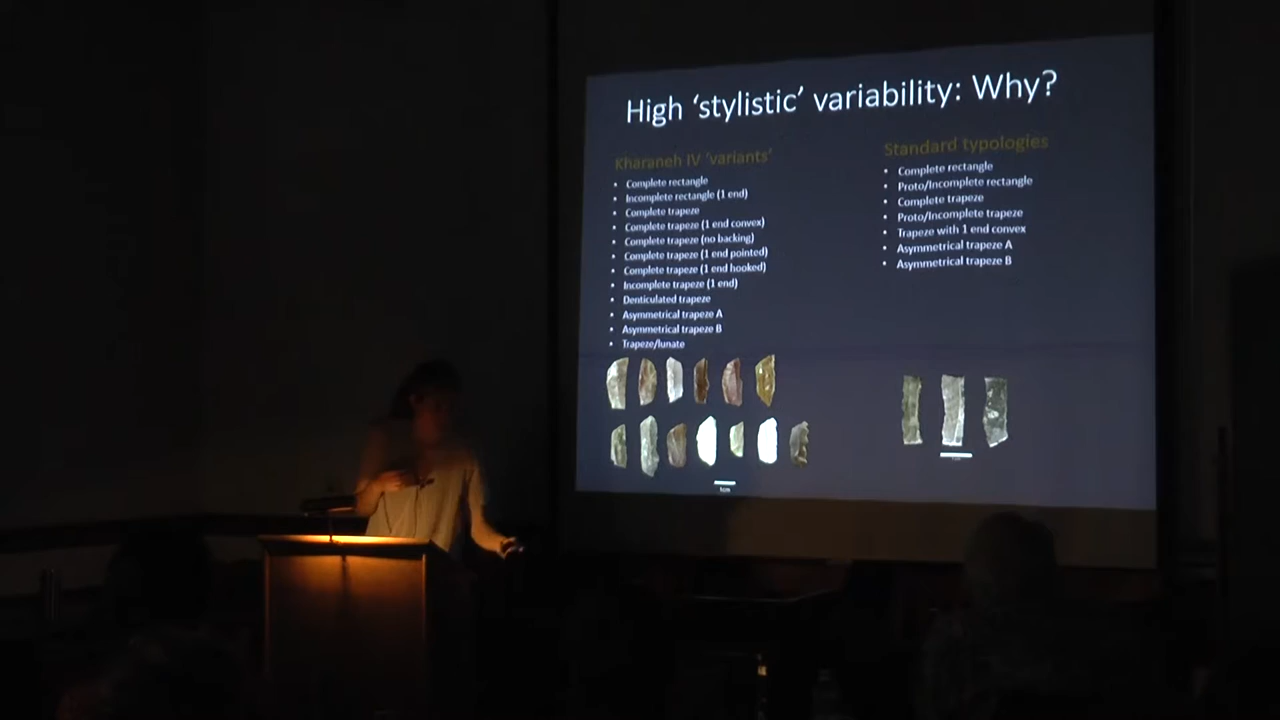 High 'stylistic' variability: Why?
Kharaneh IV 'variants'
• Complete rectangle
• Incomplete rectangle (1 end)
• Complete trapeze
• Complete trapeze (1 end convex)
• Complete trapeze (no backing)
• Complete trapeze (1 end pointed)
• Complete trapeze (1 end hooked)
• Incomplete trapeze (1 end)
• Denticulated trapeze
• Asymmetrical trapeze A
• Asymmetrical trapeze B
• Trapeze/lunate
1cm
Standard typologies
• Complete rectangle
• Proto/Incomplete rectangle
• Complete trapeze
• Proto/Incomplete trapeze
• Trapeze with 1 end convex
• Asymmetrical trapeze A
• Asymmetrical trapeze B